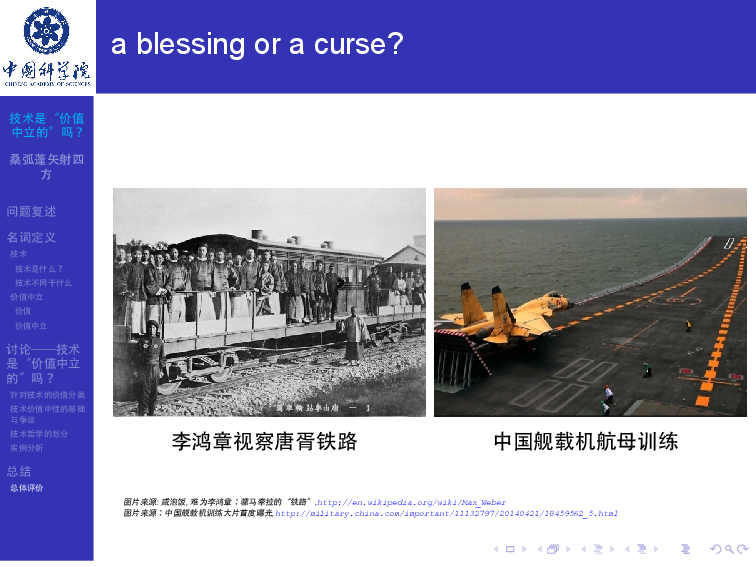 a blessing or a curse?
中国科学院
CHINESE ACADEMY OF SCIENCES
技术是“价值
中立的”吗？
桑弧蓬矢射四
方
问题复述
名词定义
技术
技术是什么？
技术不同于什么
价值中立
价值
价值中立
讨论——技术
是“价值中立
的”吗？
针对技术的价值分类
技术价值中性的基础
与争议
技术哲学的划分
实例分析
总结
总体评价
李鸿章视察唐胥铁路
中国舰载机航母训练
图片来源: 戚泡饭, 难为李鸿章：骡马牵拉的“铁路”,http://en.wikipedia.org/wiki/Max_Weber
图片来源：中国舰载机训练大片首度曝光,http://military.china.com/important/11132797/20140421/18459562_5.html